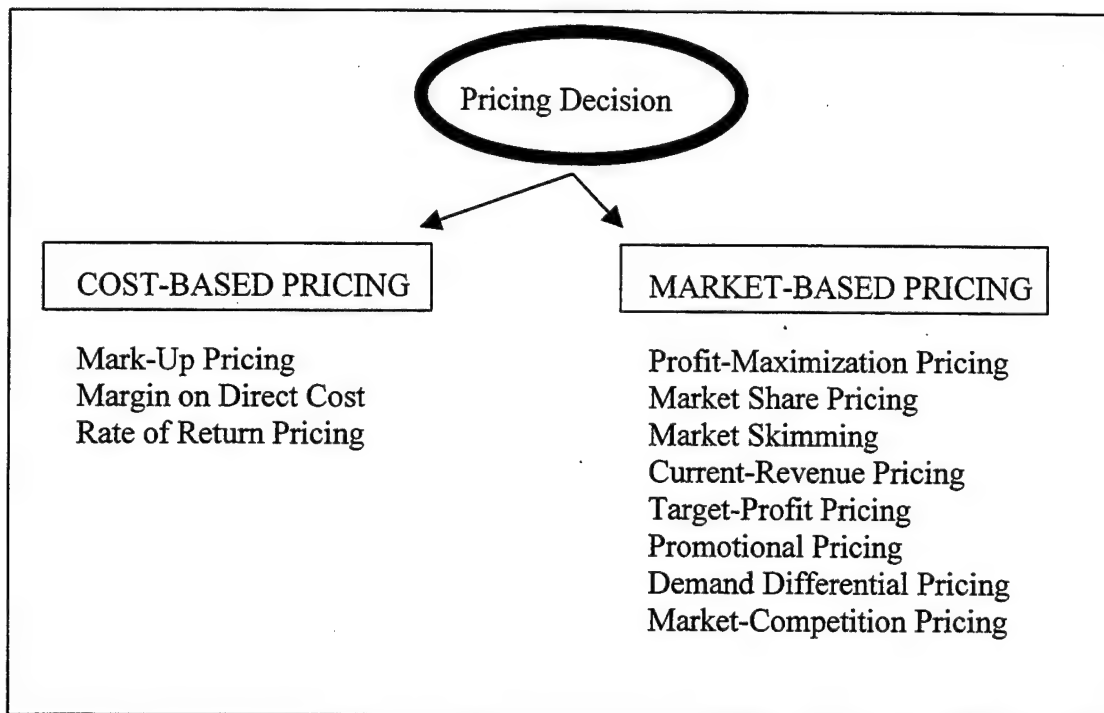 Pricing Decision
COST-BASED PRICING
Mark-Up Pricing
Margin on Direct Cost
Rate of Return Pricing
MARKET-BASED PRICING
Profit-Maximization Pricing
Market Share Pricing
Market Skimming
Current-Revenue Pricing
Target-Profit Pricing
Promotional Pricing
Demand Differential Pricing
Market-Competition Pricing